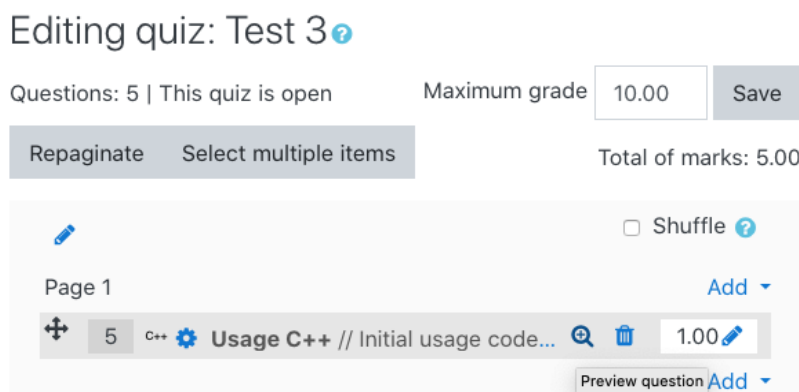 Editing quiz: Test 3
Questions: 5 | This quiz is open
Maximum grade 10.00 Save
Repaginate Select multiple items
Total of marks: 5.00
Shuffle
Page 1 Add
5 C++ Usage C++ // Initial usage code... 1.00
Preview question Add